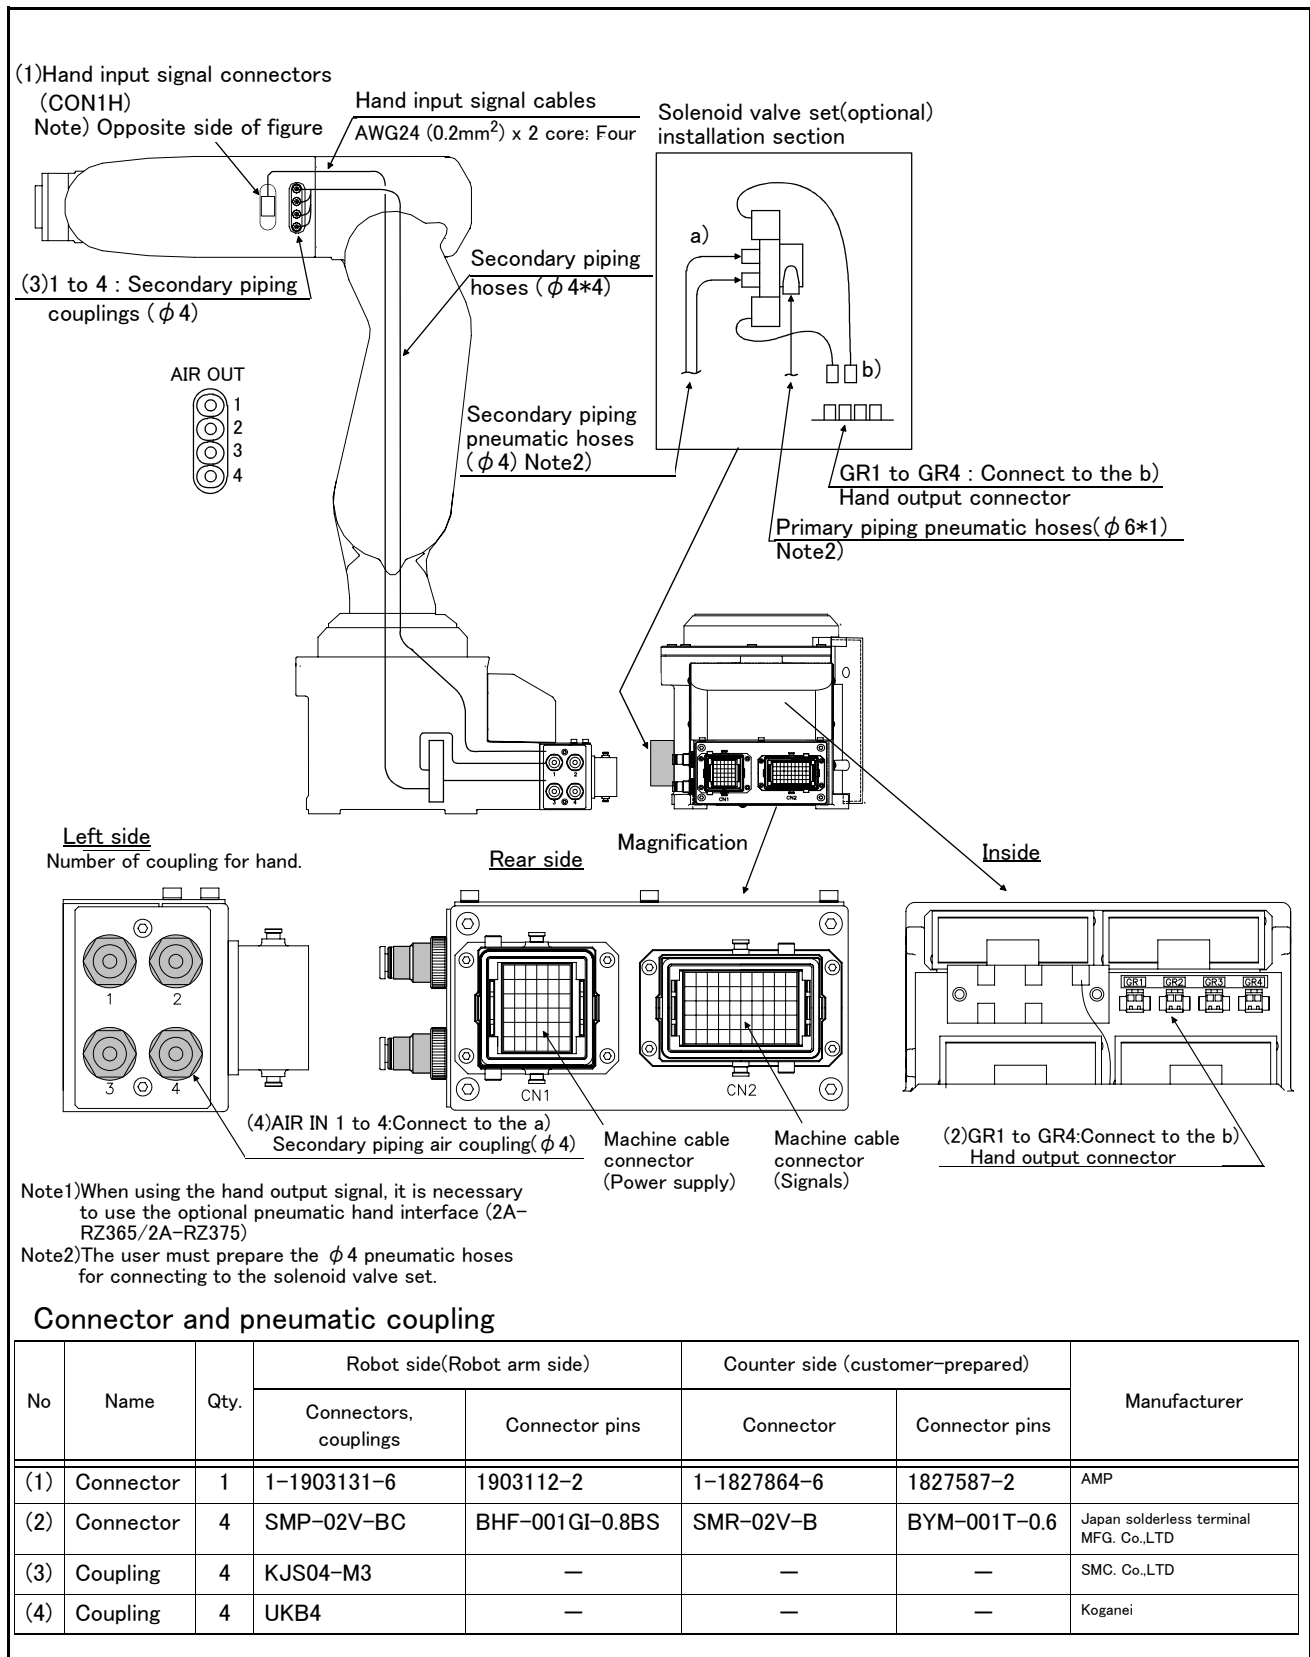 (1)Hand input signal connectors
(CON1H)
Note) Opposite side of figure
Hand input signal cables
AWG24 (0.2mm²) x 2 core: Four
Solenoid valve set(optional)
installation section
a)
b)
(3)1 to 4 : Secondary piping
couplings (φ4)
Secondary piping
hoses (φ4*4)
AIR OUT
1
2
3
4
Secondary piping
pneumatic hoses
(φ4) Note2)
GR1 to GR4 : Connect to the b)
Hand output connector
Primary piping pneumatic hoses(φ6*1)
Note2)
1 2
3 4
CN1 CN2
Left side
Number of coupling for hand.
Rear side
Magnification
Inside
1 2
3 4
CN1
CN2
GR1 GR2 GR3 GR4
(4)AIR IN 1 to 4:Connect to the a)
Secondary piping air coupling(φ4)
Machine cable
connector
(Power supply)
Machine cable
connector
(Signals)
(2)GR1 to GR4:Connect to the b)
Hand output connector
Note1)When using the hand output signal, it is necessary
to use the optional pneumatic hand interface (2A-
RZ365/2A-RZ375)
Note2)The user must prepare the φ4 pneumatic hoses
for connecting to the solenoid valve set.
Connector and pneumatic coupling
No Name Qty. Robot side(Robot arm side) Counter side (customer-prepared) Manufacturer
Connectors, couplings Connector pins Connector Connector pins
(1) Connector 1 1-1903131-6 1903112-2 1-1827864-6 1827587-2 AMP
(2) Connector 4 SMP-02V-BC BHF-001GI-0.8BS SMR-02V-B BYM-001T-0.6 Japan solderless terminal MFG. Co.,LTD
(3) Coupling 4 KJS04-M3 — — — SMC. Co.,LTD
(4) Coupling 4 UKB4 — — — Koganei